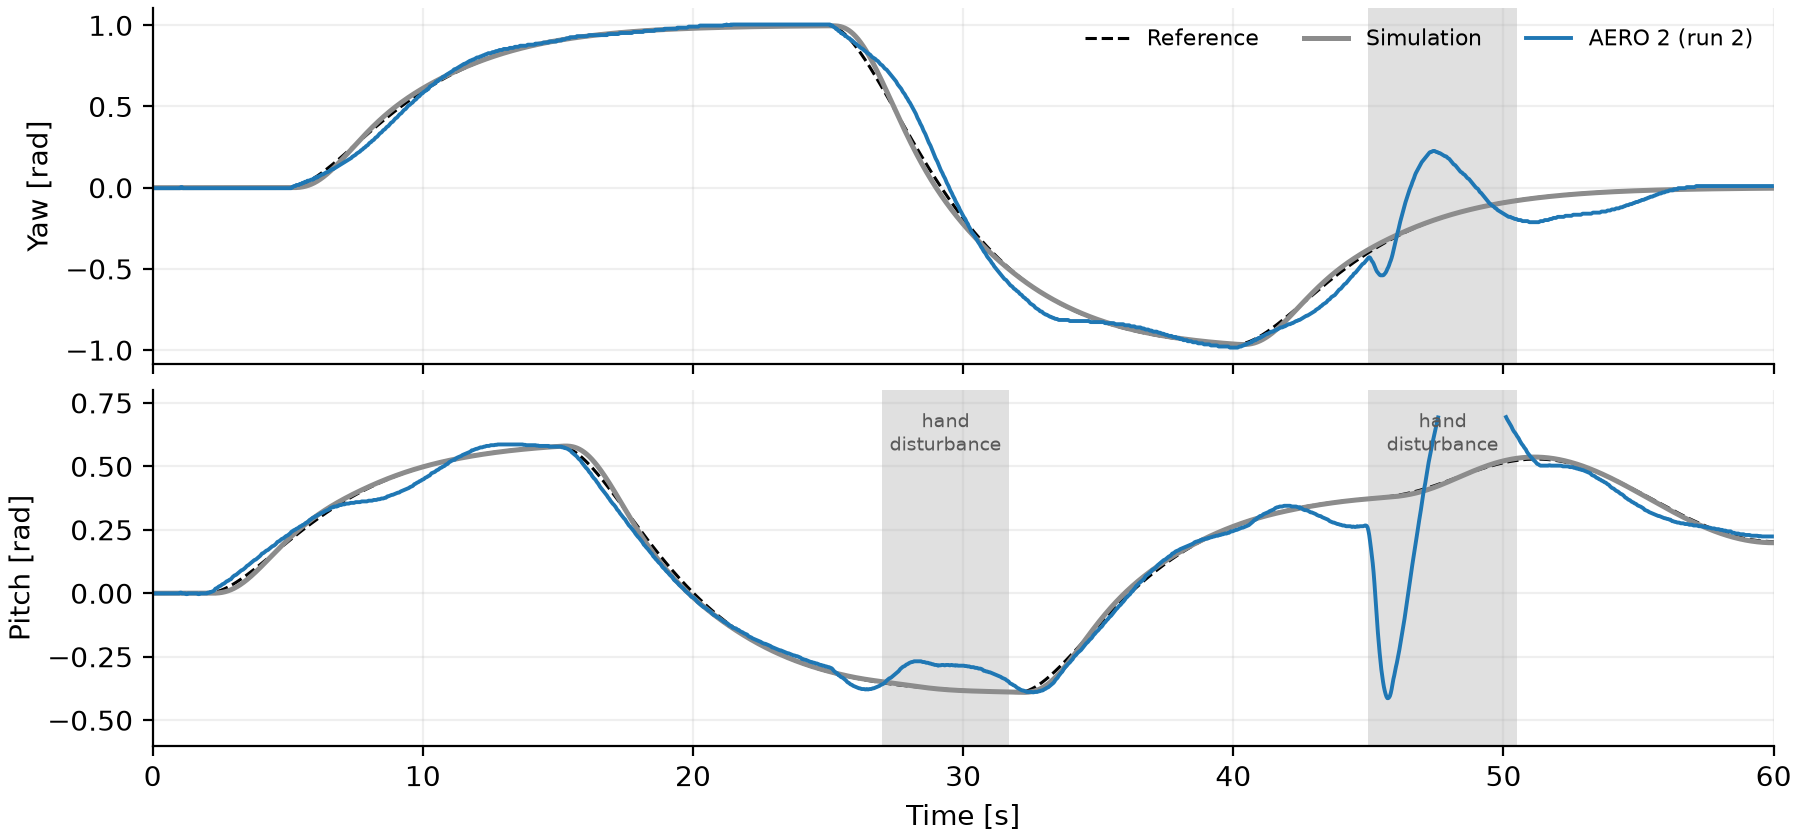 Reference
Simulation
AERO 2 (run 2)
Yaw [rad]
1.0
0.5
0.0
−0.5
−1.0
Pitch [rad]
0.75
0.50
0.25
0.00
−0.25
−0.50
hand
disturbance
hand
disturbance
0 10 20 30 40 50 60
Time [s]